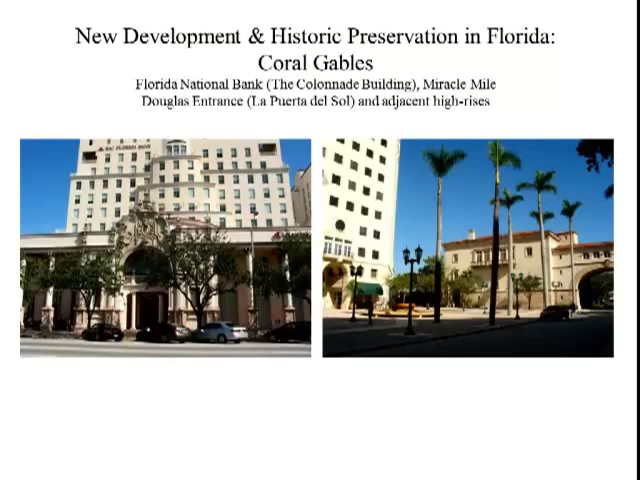 New Development & Historic Preservation in Florida:
Coral Gables
Florida National Bank (The Colonnade Building), Miracle Mile
Douglas Entrance (La Puerta del Sol) and adjacent high-rises